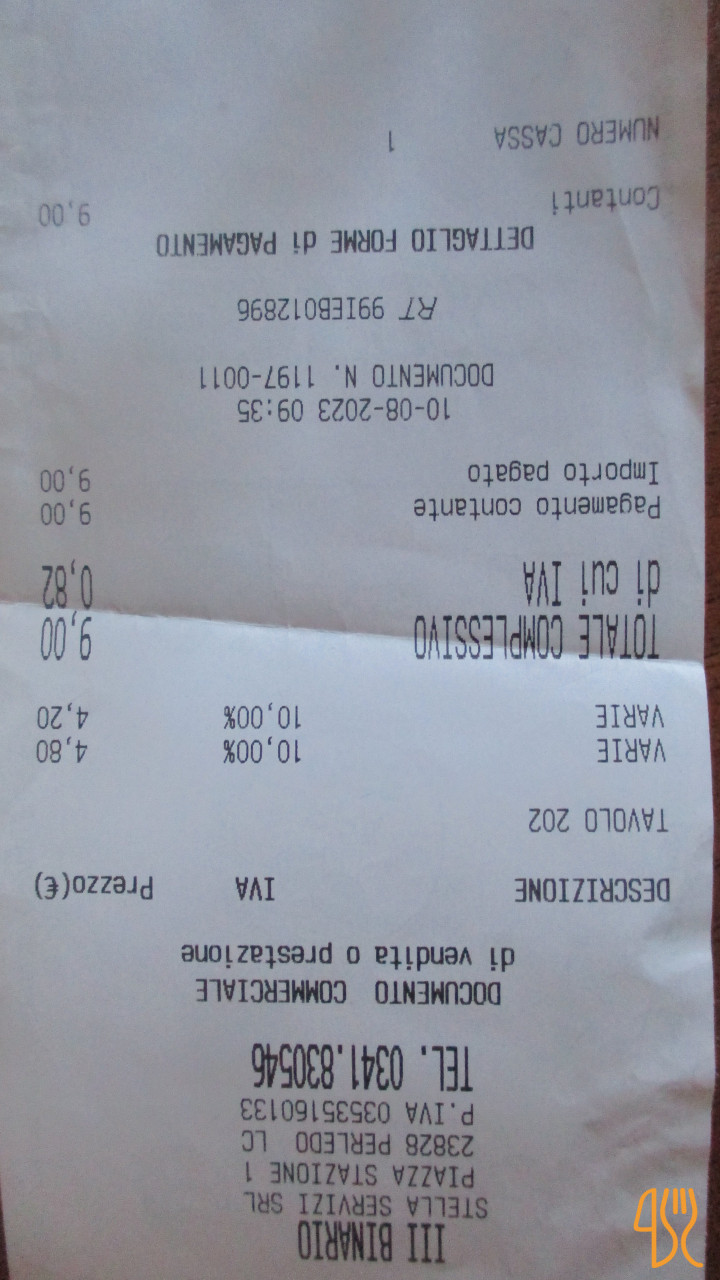 III BINARIO
STELLA SERVIZI SRL
PIAZZA STAZIONE 1
23828 PERLEDO LC
P.IVA 03535160133
TEL. 0341.830546
DOCUMENTO COMMERCIALE
di vendita o prestazione
DESCRIZIONE IVA Prezzo(€)
TAVOLO 202
VARIE 10,00% 4,80
VARIE 10,00% 4,20
TOTALE COMPLESSIVO 9,00
di cui IVA 0,82
Pagamento contante 9,00
Importo pagato 9,00
10-08-2023 09:35
DOCUMENTO N. 1197-0011
RT 99IEB012896
DETTAGLIO FORME di PAGAMENTO
Contanti 9,00
NUMERO CASSA 1